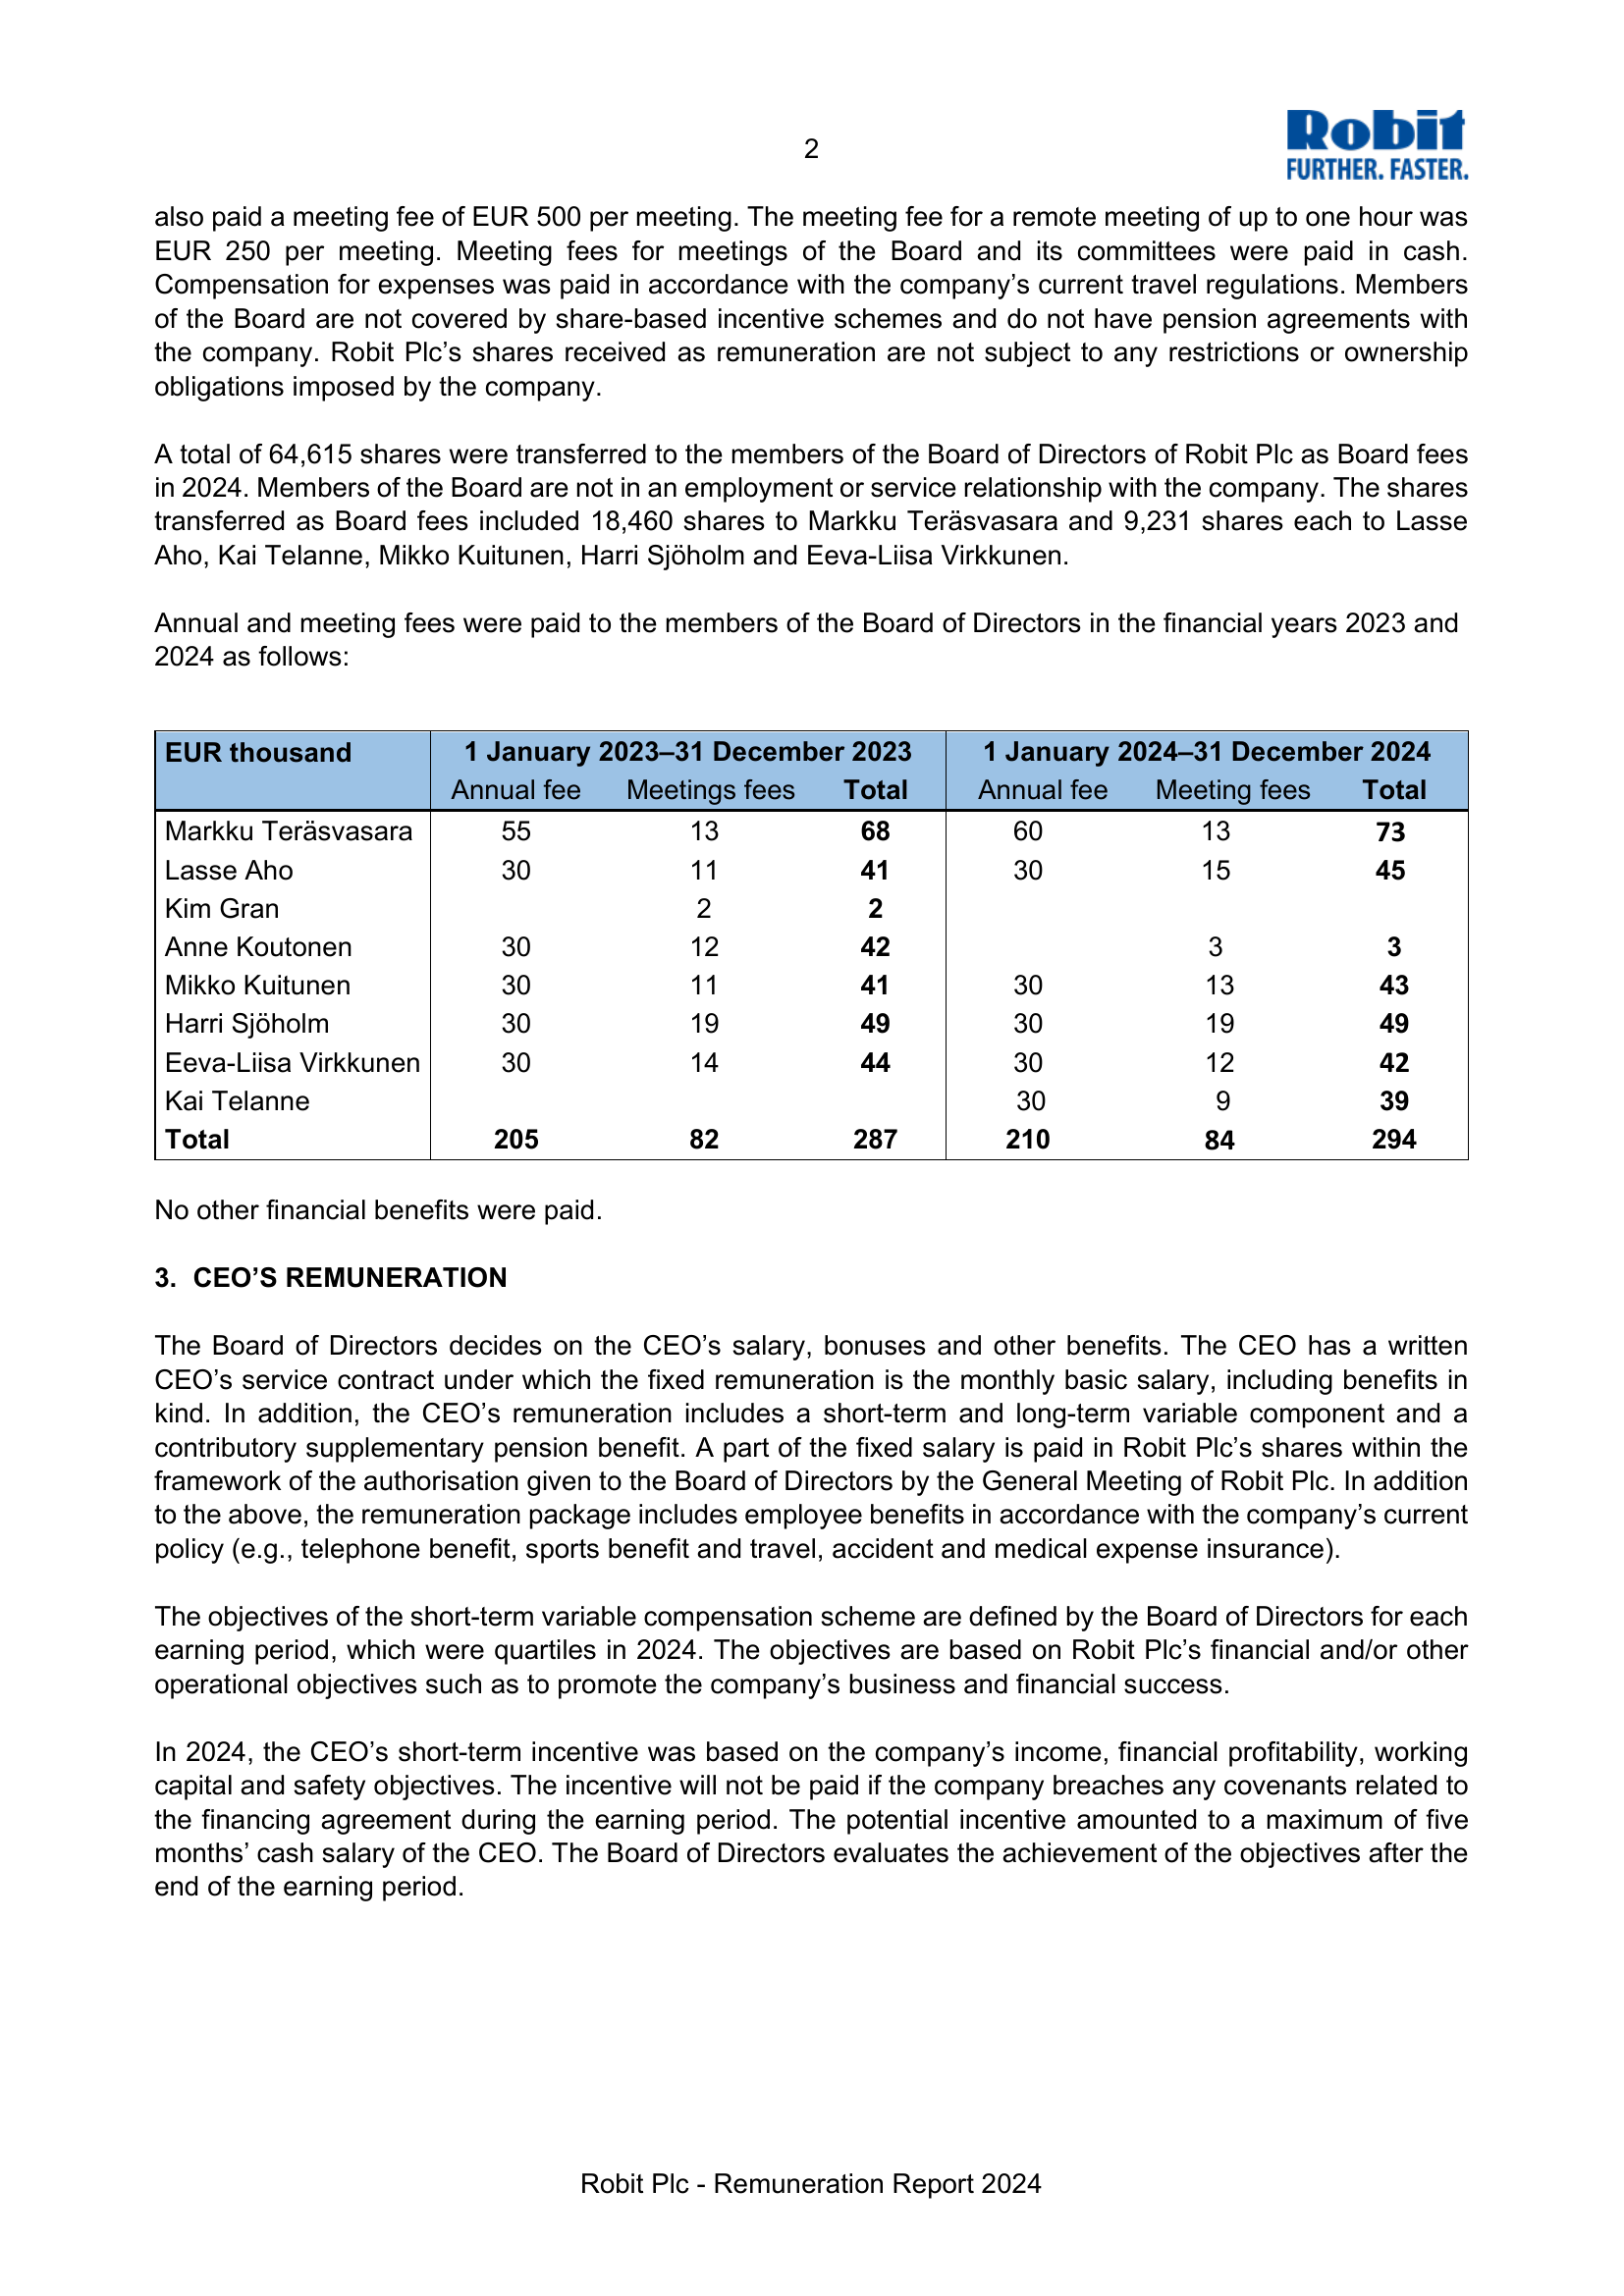 2
Robit
FURTHER. FASTER.
also paid a meeting fee of EUR 500 per meeting. The meeting fee for a remote meeting of up to one hour was
EUR 250 per meeting. Meeting fees for meetings of the Board and its committees were paid in cash.
Compensation for expenses was paid in accordance with the company’s current travel regulations. Members
of the Board are not covered by share-based incentive schemes and do not have pension agreements with
the company. Robit Plc’s shares received as remuneration are not subject to any restrictions or ownership
obligations imposed by the company.
A total of 64,615 shares were transferred to the members of the Board of Directors of Robit Plc as Board fees
in 2024. Members of the Board are not in an employment or service relationship with the company. The shares
transferred as Board fees included 18,460 shares to Markku Teräsvasara and 9,231 shares each to Lasse
Aho, Kai Telanne, Mikko Kuitunen, Harri Sjöholm and Eeva-Liisa Virkkunen.
Annual and meeting fees were paid to the members of the Board of Directors in the financial years 2023 and
2024 as follows:
EUR thousand 1 January 2023–31 December 2023 1 January 2024–31 December 2024
Annual fee Meetings fees Total Annual fee Meeting fees Total
Markku Teräsvasara 55 13 68 60 13 73
Lasse Aho 30 11 41 30 15 45
Kim Gran 2 2
Anne Koutonen 30 12 42 3 3
Mikko Kuitunen 30 11 41 30 13 43
Harri Sjöholm 30 19 49 30 19 49
Eeva-Liisa Virkkunen 30 14 44 30 12 42
Kai Telanne 30 9 39
Total 205 82 287 210 84 294
No other financial benefits were paid.
3. CEO’S REMUNERATION
The Board of Directors decides on the CEO’s salary, bonuses and other benefits. The CEO has a written
CEO’s service contract under which the fixed remuneration is the monthly basic salary, including benefits in
kind. In addition, the CEO’s remuneration includes a short-term and long-term variable component and a
contributory supplementary pension benefit. A part of the fixed salary is paid in Robit Plc’s shares within the
framework of the authorisation given to the Board of Directors by the General Meeting of Robit Plc. In addition
to the above, the remuneration package includes employee benefits in accordance with the company’s current
policy (e.g., telephone benefit, sports benefit and travel, accident and medical expense insurance).
The objectives of the short-term variable compensation scheme are defined by the Board of Directors for each
earning period, which were quartiles in 2024. The objectives are based on Robit Plc’s financial and/or other
operational objectives such as to promote the company’s business and financial success.
In 2024, the CEO’s short-term incentive was based on the company’s income, financial profitability, working
capital and safety objectives. The incentive will not be paid if the company breaches any covenants related to
the financing agreement during the earning period. The potential incentive amounted to a maximum of five
months’ cash salary of the CEO. The Board of Directors evaluates the achievement of the objectives after the
end of the earning period.
Robit Plc - Remuneration Report 2024